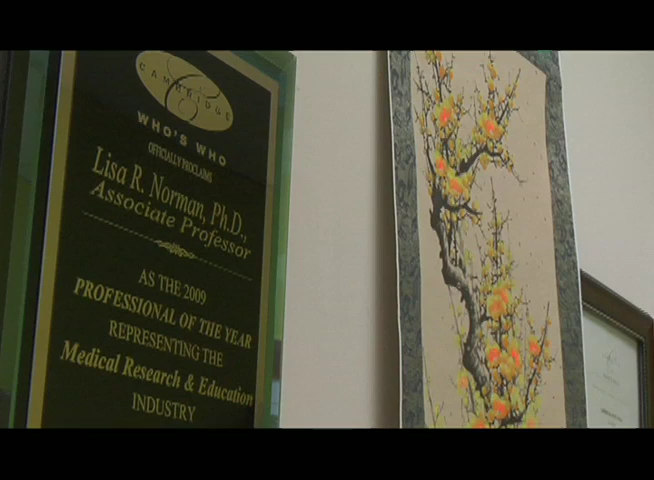 CAMBRIDGE
WHO'S WHO
OFFICIALLY PROCLAIMS
Lisa R. Norman, Ph.D.,
Associate Professor
AS THE 2009
PROFESSIONAL OF THE YEAR
REPRESENTING THE
Medical Research & Education
INDUSTRY